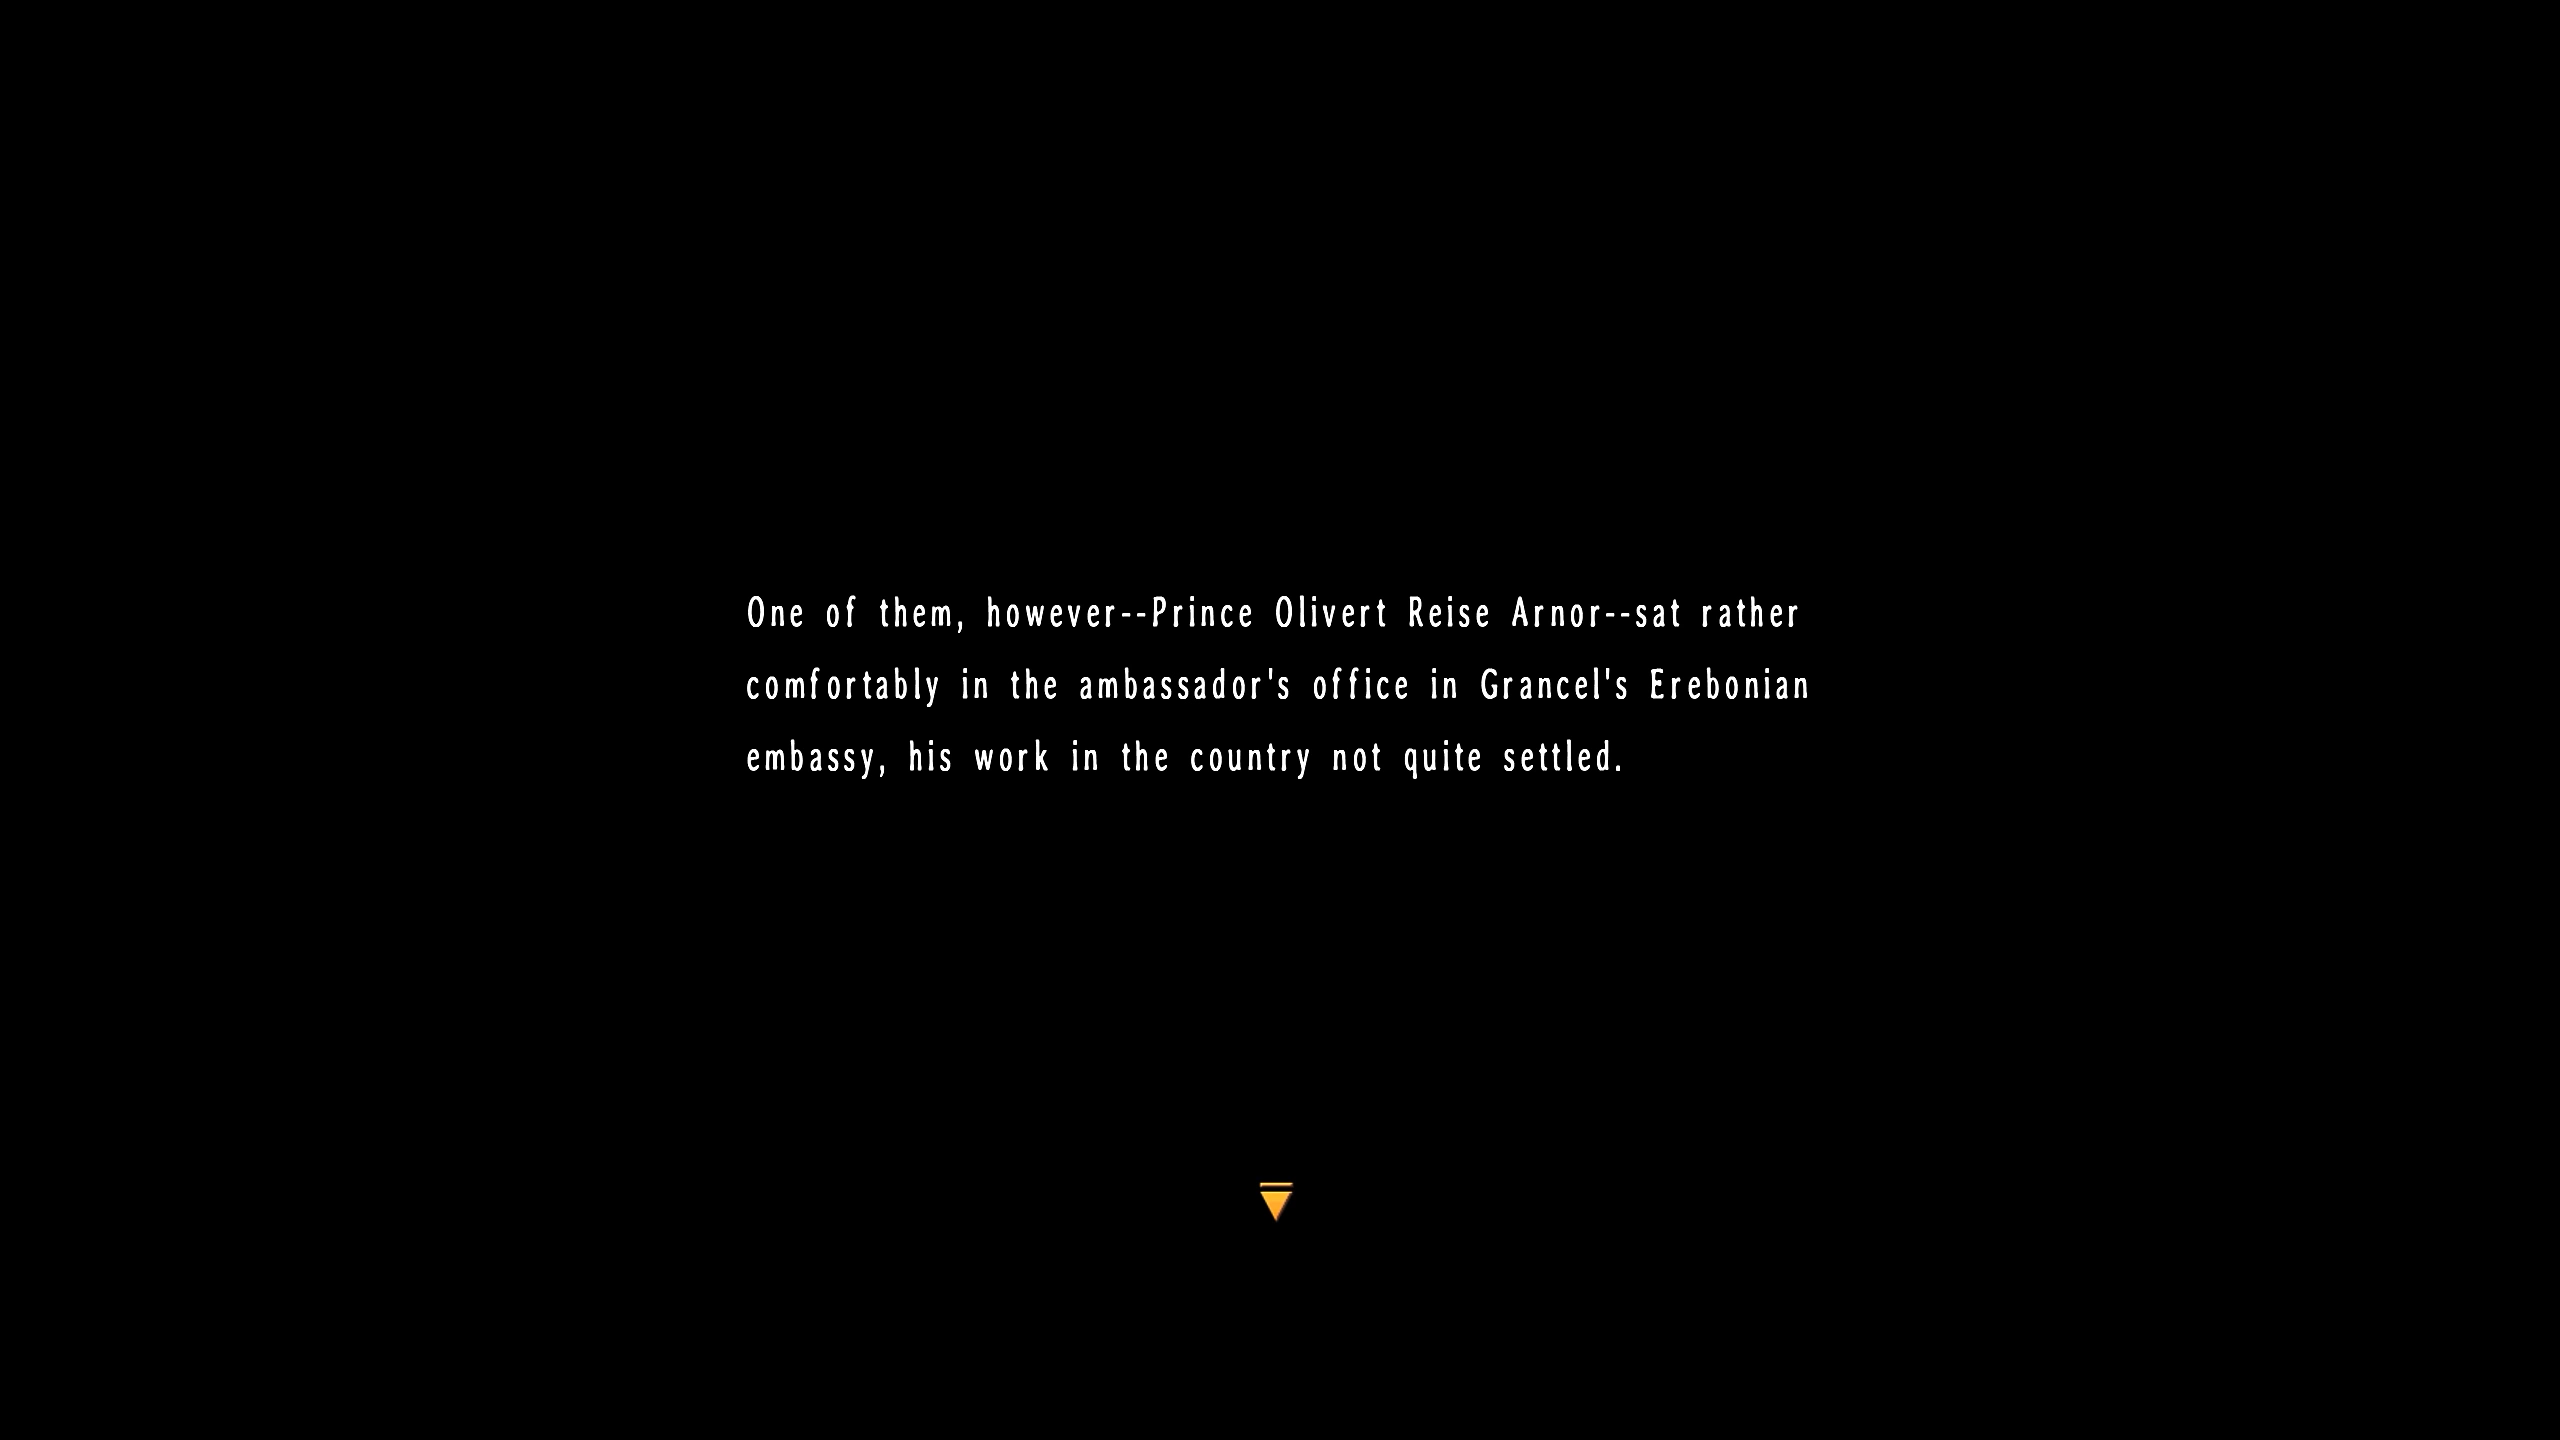 One of them, however--Prince Olivert Reise Arnor--sat rather
comfortably in the ambassador's office in Grancel's Erebonian
embassy, his work in the country not quite settled.